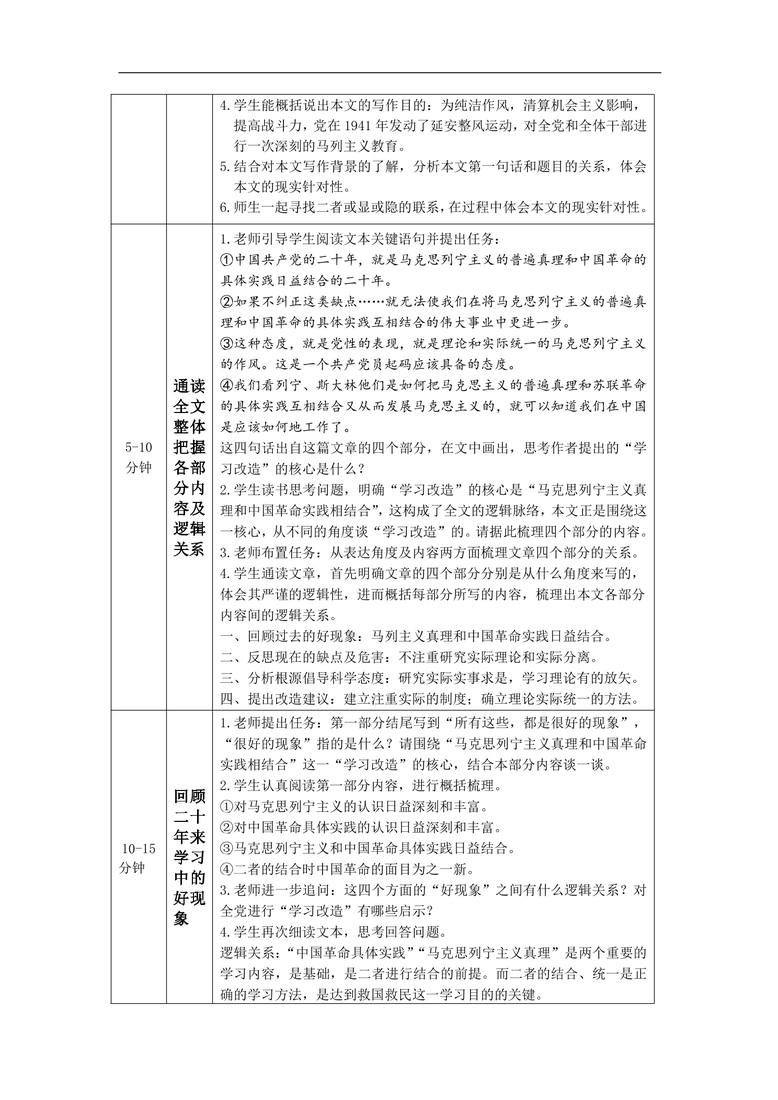 4.学生能概括说出本文的写作目的：为纯洁作风，清算机会主义影响，
提高战斗力，党在1941年发动了延安整风运动，对全党和全体干部进
行一次深刻的马列主义教育。
5.结合对本文写作背景的了解，分析本文第一句话和题目的关系，体会
本文的现实针对性。
6.师生一起寻找二者或显或隐的联系，在过程中体会本文的现实针对性。
5-10
分钟
通读
全文
整体
把握
各部
分内
容及
逻辑
关系
1.老师引导学生阅读文本关键语句并提出任务：
①中国共产党的二十年，就是马克思列宁主义的普遍真理和中国革命的
具体实践日益结合的二十年。
②如果不纠正这类缺点……就无法使我们在将马克思列宁主义的普遍真
理和中国革命的具体实践互相结合的伟大事业中更进一步。
③这种态度，就是党性的表现，就是理论和实际统一的马克思列宁主义
的作风。这是一个共产党员起码应该具备的态度。
④我们看列宁、斯大林他们是如何把马克思主义的普遍真理和苏联革命
的具体实践互相结合又从而发展马克思主义的，就可以知道我们在中国
是应该如何地工作了。
这四句话出自这篇文章的四个部分，在文中画出，思考作者提出的“学
习改造”的核心是什么？
2.学生读书思考问题，明确“学习改造”的核心是“马克思列宁主义真
理和中国革命实践相结合”，这构成了全文的逻辑脉络，本文正是围绕这
一核心，从不同的角度谈“学习改造”的。请据此梳理四个部分的内容。
3.老师布置任务：从表达角度及内容两方面梳理文章四个部分的关系。
4.学生通读文章，首先明确文章的四个部分分别是从什么角度来写的，
体会其严谨的逻辑性，进而概括每部分所写的内容，梳理出本文各部分
内容间的逻辑关系。
一、回顾过去的好现象：马列主义真理和中国革命实践日益结合。
二、反思现在的缺点及危害：不注重研究实际理论和实际分离。
三、分析根源倡导科学态度：研究实际实事求是，学习理论有的放矢。
四、提出改造建议：建立注重实际的制度；确立理论实际统一的方法。
10-15
分钟
回顾
二十
年来
学习
中的
好现
象
1.老师提出任务：第一部分结尾写到“所有这些，都是很好的现象”，
“很好的现象”指的是什么？请围绕“马克思列宁主义真理和中国革命
实践相结合”这一“学习改造”的核心，结合本部分内容谈一谈。
2.学生认真阅读第一部分内容，进行概括梳理。
①对马克思列宁主义的认识日益深刻和丰富。
②对中国革命具体实践的认识日益深刻和丰富。
③马克思列宁主义和中国革命具体实践日益结合。
④二者的结合时中国革命的面目为之一新。
3.老师进一步追问：这四个方面的“好现象”之间有什么逻辑关系？对
全党进行“学习改造”有哪些启示？
4.学生再次细读文本，思考回答问题。
逻辑关系：“中国革命具体实践”“马克思列宁主义真理”是两个重要的
学习内容，是基础，是二者进行结合的前提。而二者的结合、统一是正
确的学习方法，是达到救国救民这一学习目的的关键。